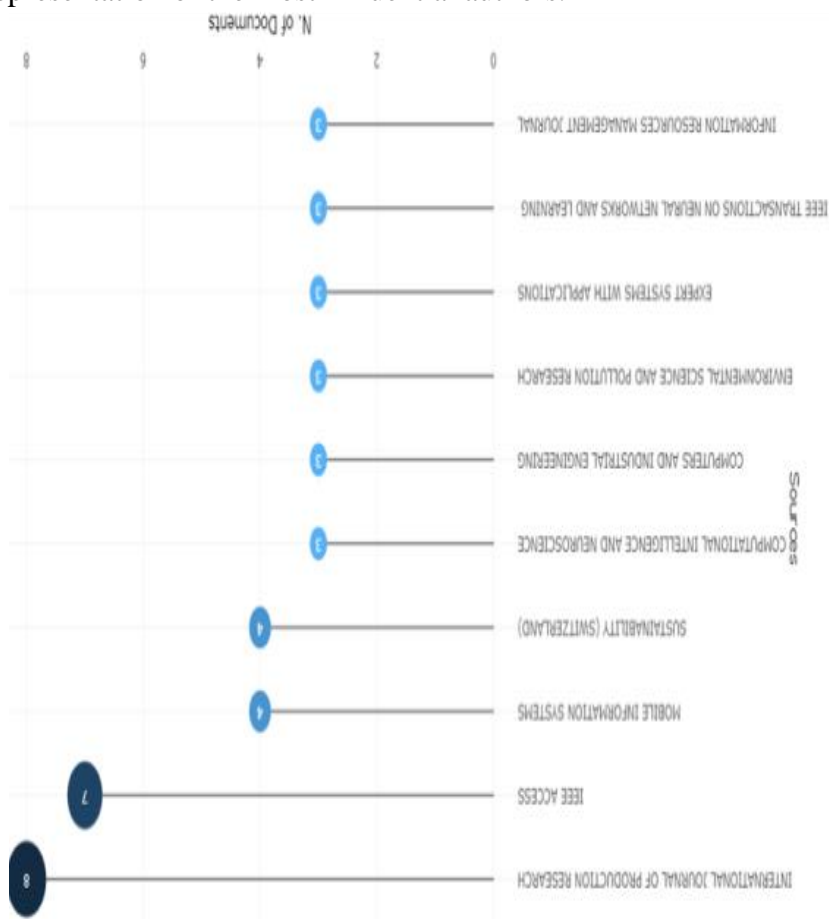 INTERNATIONAL JOURNAL OF PRODUCTION RESEARCH
8
IEEE ACCESS
7
MOBILE INFORMATION SYSTEMS
4
SUSTAINABILITY (SWITZERLAND)
4
COMPUTATIONAL INTELLIGENCE AND NEUROSCIENCE
3
Sources
COMPUTERS AND INDUSTRIAL ENGINEERING
3
ENVIRONMENTAL SCIENCE AND POLLUTION RESEARCH
3
EXPERT SYSTEMS WITH APPLICATIONS
3
IEEE TRANSACTIONS ON NEURAL NETWORKS AND LEARNING
3
INFORMATION RESOURCES MANAGEMENT JOURNAL
3
0 2 4 6 8
N. of Documents